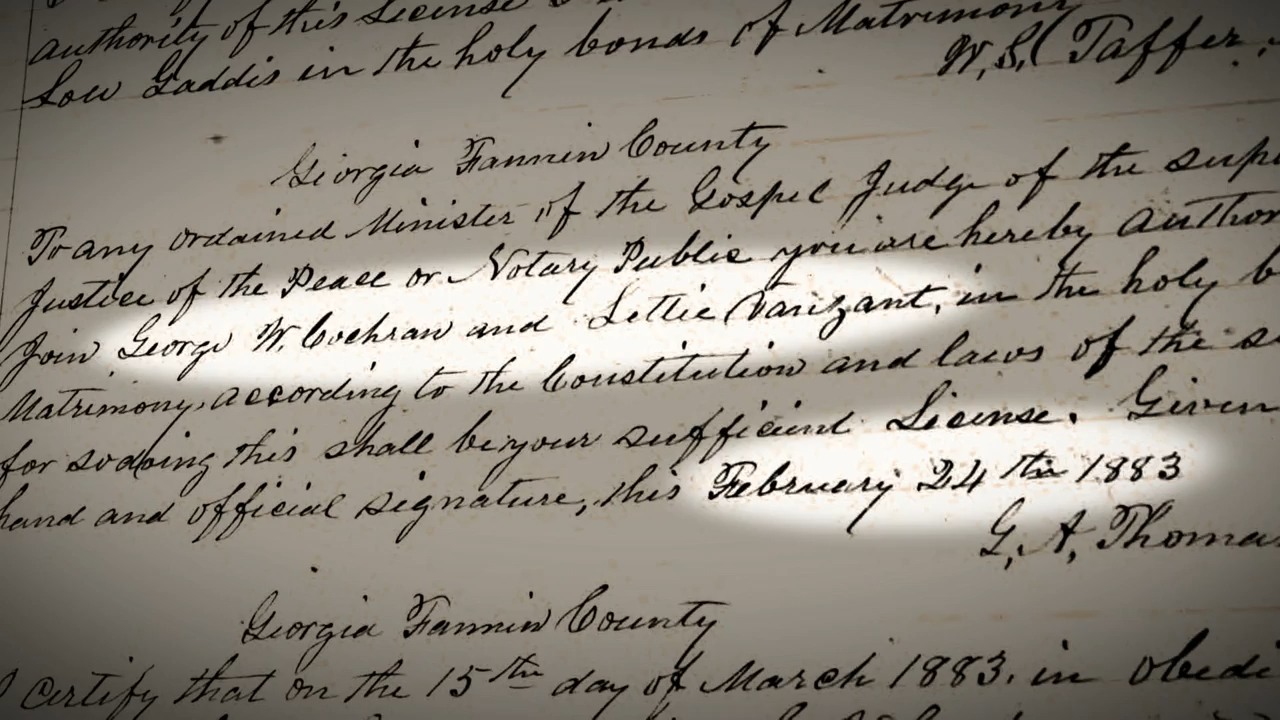 authority of this License
Lou Gaddis in the holy bonds of Matrimony
W, S, Taffer,
Georgia Fannin County
To any ordained Minister of the Gospel Judge of the supe
Justice of the Peace or Notary Public you are hereby author
Join George W. Cochran and Lettie Vanzant, in the holy b
Matrimony, according to the Constitution and laws of the s
for so doing this shall be your sufficient License. Given
hand and official signature, this February 24th 1883
G, A, Thomas
Georgia Fannin County
I certify that on the 15th day of March 1883. in obedi